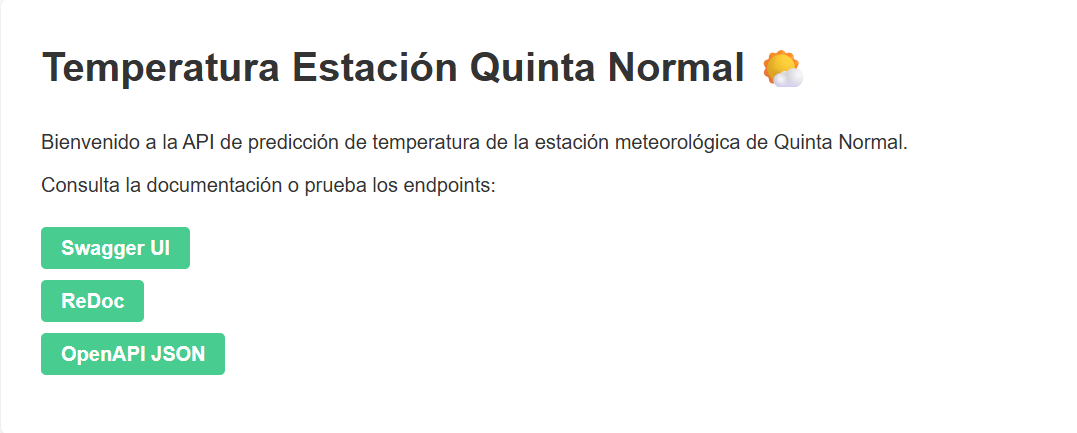 Temperatura Estación Quinta Normal 🌤️
Bienvenido a la API de predicción de temperatura de la estación meteorológica de Quinta Normal.
Consulta la documentación o prueba los endpoints:
Swagger UI
ReDoc
OpenAPI JSON